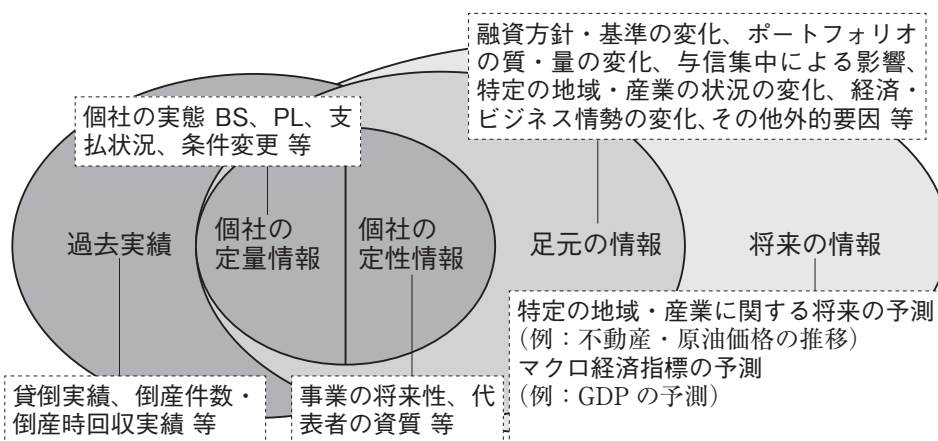 融資方針・基準の変化、ポートフォリオ
の質・量の変化、与信集中による影響、
特定の地域・産業の状況の変化、経済・
ビジネス情勢の変化、その他外的要因 等
個社の実態 BS、PL、支
払状況、条件変更 等
過去実績
個社の
定量情報
個社の
定性情報
足元の情報
将来の情報
特定の地域・産業に関する将来の予測
(例：不動産・原油価格の推移)
マクロ経済指標の予測
(例：GDP の予測)
貸倒実績、倒産件数・
倒産時回収実績 等
事業の将来性、代
表者の資質 等